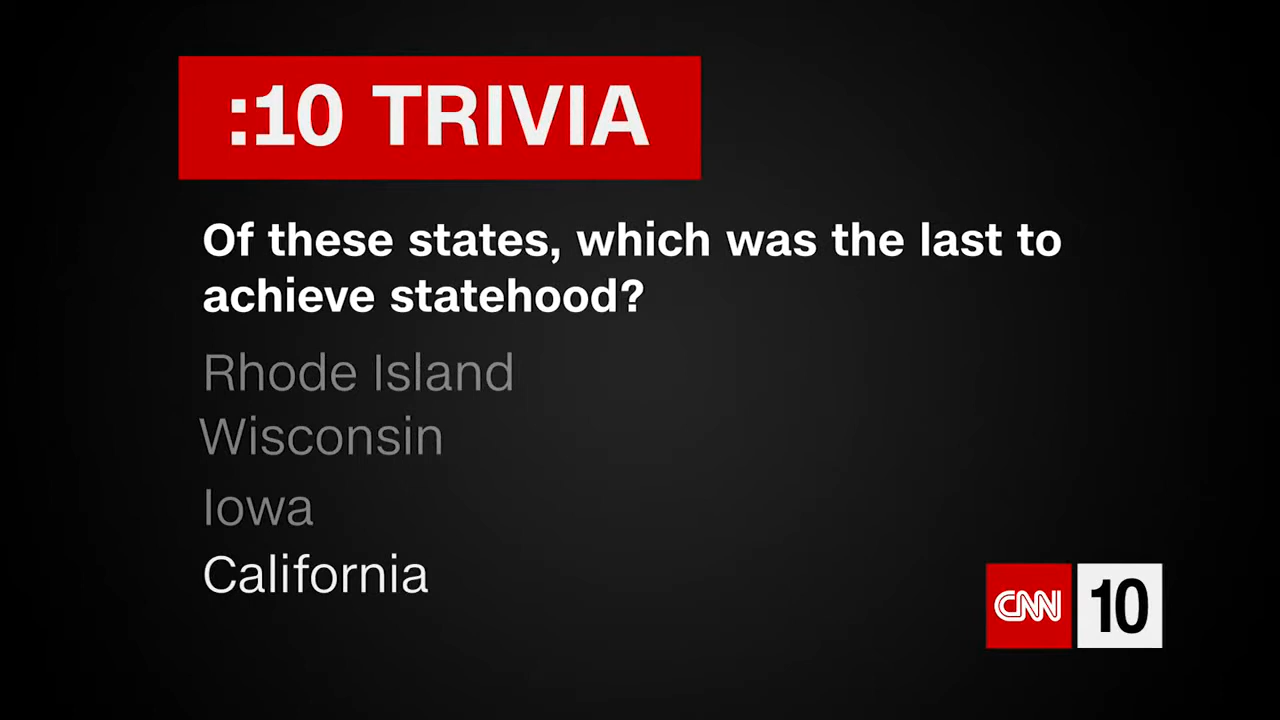 :10 TRIVIA
Of these states, which was the last to
achieve statehood?
Rhode Island
Wisconsin
Iowa
California
CNN 10